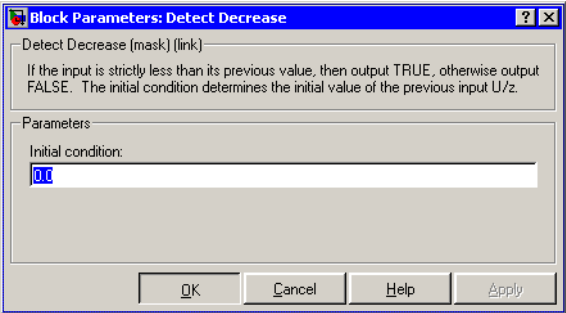 Block Parameters: Detect Decrease
Detect Decrease (mask) (link)
If the input is strictly less than its previous value, then output TRUE, otherwise output
FALSE. The initial condition determines the initial value of the previous input U/z.
Parameters
Initial condition:
0.0
OK Cancel Help Apply